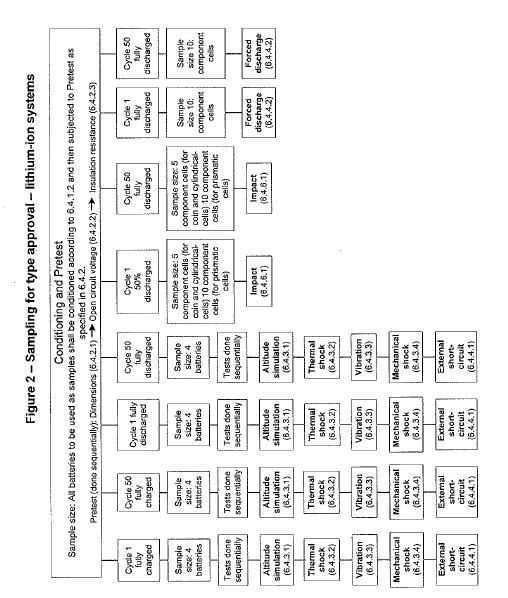 Figure 2 – Sampling for type approval – lithium-ion systems
Conditioning and Pretest
Sample size: All batteries to be used as samples shall be conditioned according to 6.4.1.2 and then subjected to Pretest as
specified in 6.4.2.
Pretest (done sequentially): Dimensions (6.4.2.1) → Open circuit voltage (6.4.2.2) → Insulation resistance (6.4.2.3)
Cycle 1
fully
charged
Sample
size: 4
batteries
Tests done
sequentially
Altitude
simulation
(6.4.3.1)
Thermal
shock
(6.4.3.2)
Vibration
(6.4.3.3)
Mechanical
shock
(6.4.3.4)
External
short-
circuit
(6.4.4.1)
Cycle 50
fully
charged
Sample
size: 4
batteries
Tests done
sequentially
Altitude
simulation
(6.4.3.1)
Thermal
shock
(6.4.3.2)
Vibration
(6.4.3.3)
Mechanical
shock
(6.4.3.4)
External
short-
circuit
(6.4.4.1)
Cycle 1 fully
discharged
Sample
size: 4
batteries
Tests done
sequentially
Altitude
simulation
(6.4.3.1)
Thermal
shock
(6.4.3.2)
Vibration
(6.4.3.3)
Mechanical
shock
(6.4.3.4)
External
short-
circuit
(6.4.4.1)
Cycle 50
fully
discharged
Sample
size: 4
batteries
Tests done
sequentially
Altitude
simulation
(6.4.3.1)
Thermal
shock
(6.4.3.2)
Vibration
(6.4.3.3)
Mechanical
shock
(6.4.3.4)
External
short-
circuit
(6.4.4.1)
Cycle 1
50%
discharged
Sample size: 5
component cells (for
coin and cylindrical-
cells) 10 component
cells (for prismatic
cells)
Impact
(6.4.6.1)
Cycle 50
fully
discharged
Sample size: 5
component cells (for
coin and cylindrical-
cells) 10 component
cells (for prismatic
cells)
Impact
(6.4.6.1)
Cycle 1
fully
discharged
Sample
size 10:
component
cells
Forced
discharge
(6.4.4.2)
Cycle 50
fully
discharged
Sample
size 10:
component
cells
Forced
discharge
(6.4.4.2)